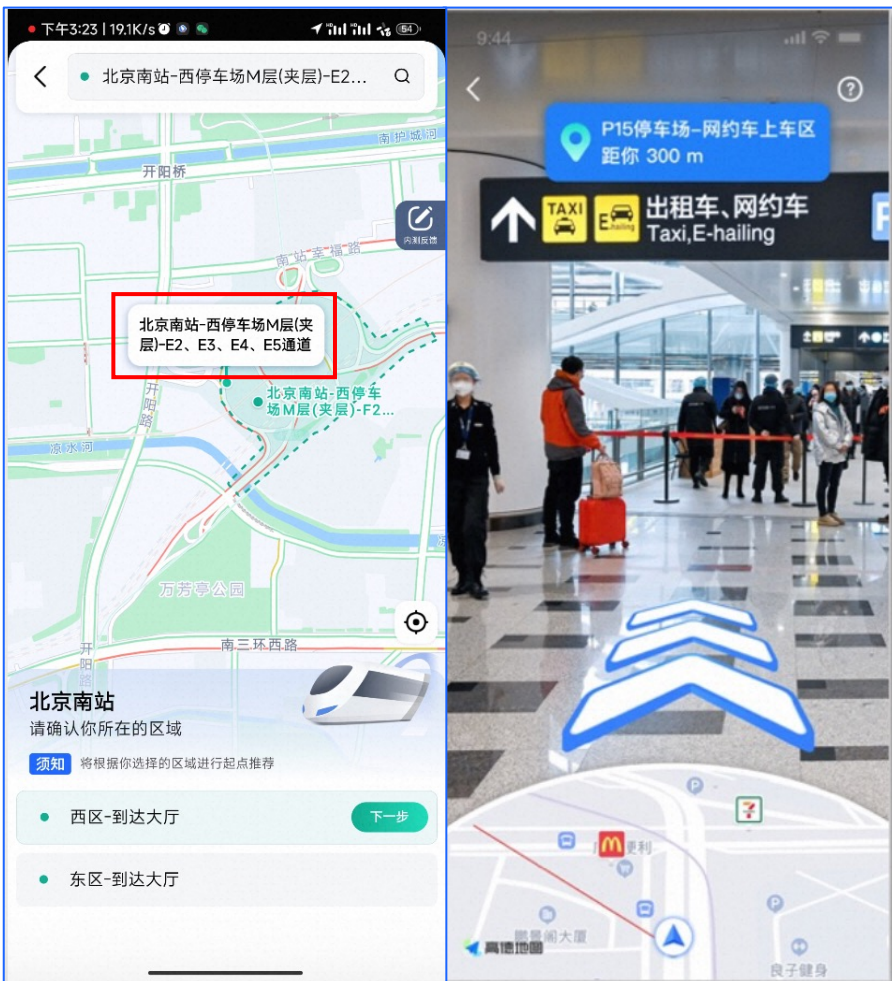 下午3:23 | 19.1K/s
54
北京南站-西停车场M层(夹层)-E2...
南护城河
开阳桥
内测反馈
南站幸福路
北京南站-西停车场M层(夹
层)-E2、E3、E4、E5通道
北京南站-西停车
场M层(夹层)-F2...
开阳路
凉水河
万芳亭公园
南三环西路
开阳路
北京南站
请确认你所在的区域
须知 将根据你选择的区域进行起点推荐
西区-到达大厅
下一步
东区-到达大厅
9:44
P15停车场-网约车上车区
距你 300 m
TAXI
E-hailing
出租车、网约车
Taxi,E-hailing
P
便利
鹏景阁大厦
高德地图
良子健身